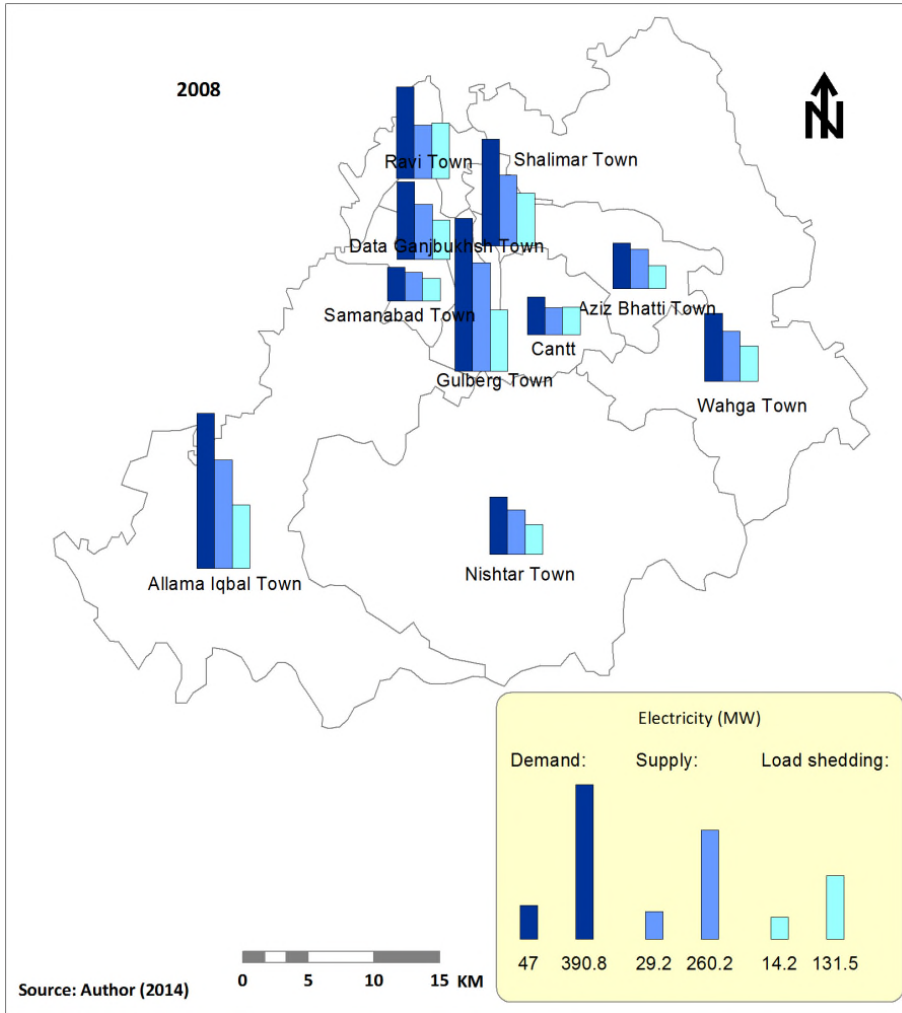 2008
N
Ravi Town
Shalimar Town
Data Ganjbukhsh Town
Samanabad Town
Aziz Bhatti Town
Cantt
Gulberg Town
Wahga Town
Nishtar Town
Allama Iqbal Town
Electricity (MW)
Demand: Supply: Load shedding:
47 390.8 29.2 260.2 14.2 131.5
0 5 10 15 KM
Source: Author (2014)